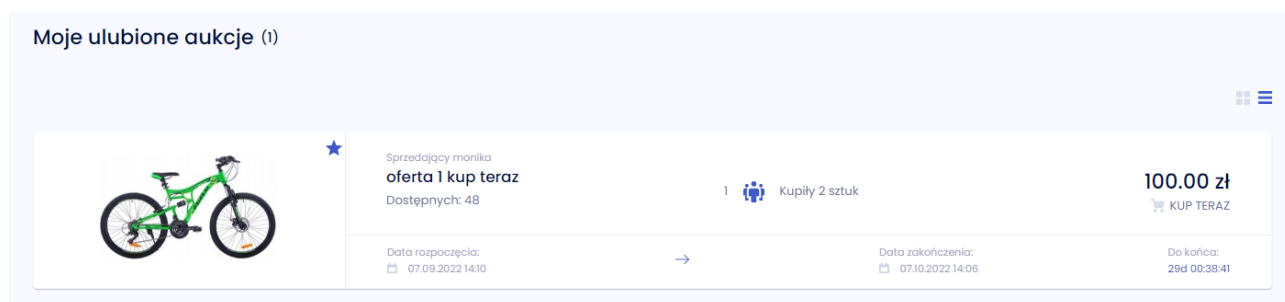 Moje ulubione aukcje (1)
Sprzedający monika
oferta 1 kup teraz
Dostępnych: 48
1 Kupiły 2 sztuk
100.00 zł
KUP TERAZ
Data rozpoczęcia:
07.09.2022 14:10
Data zakończenia:
07.10.2022 14:06
Do końca:
29d 00:38:41